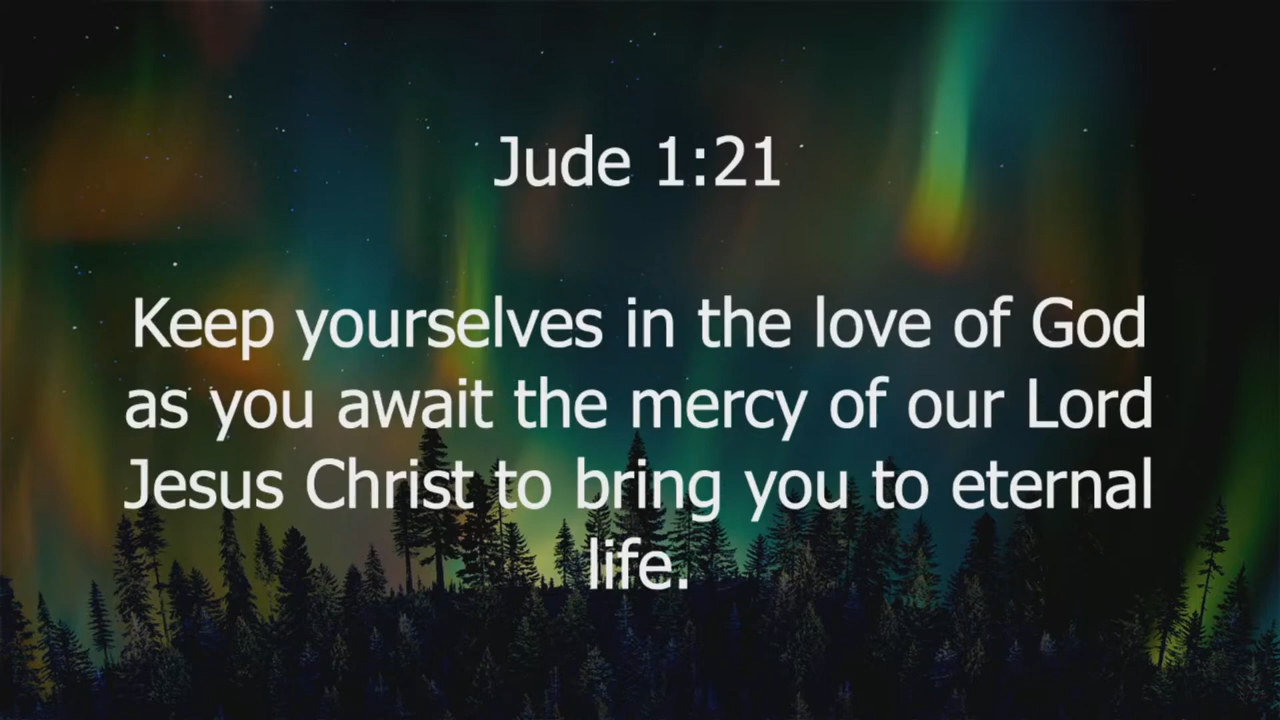 Jude 1:21
Keep yourselves in the love of God
as you await the mercy of our Lord
Jesus Christ to bring you to eternal
life.